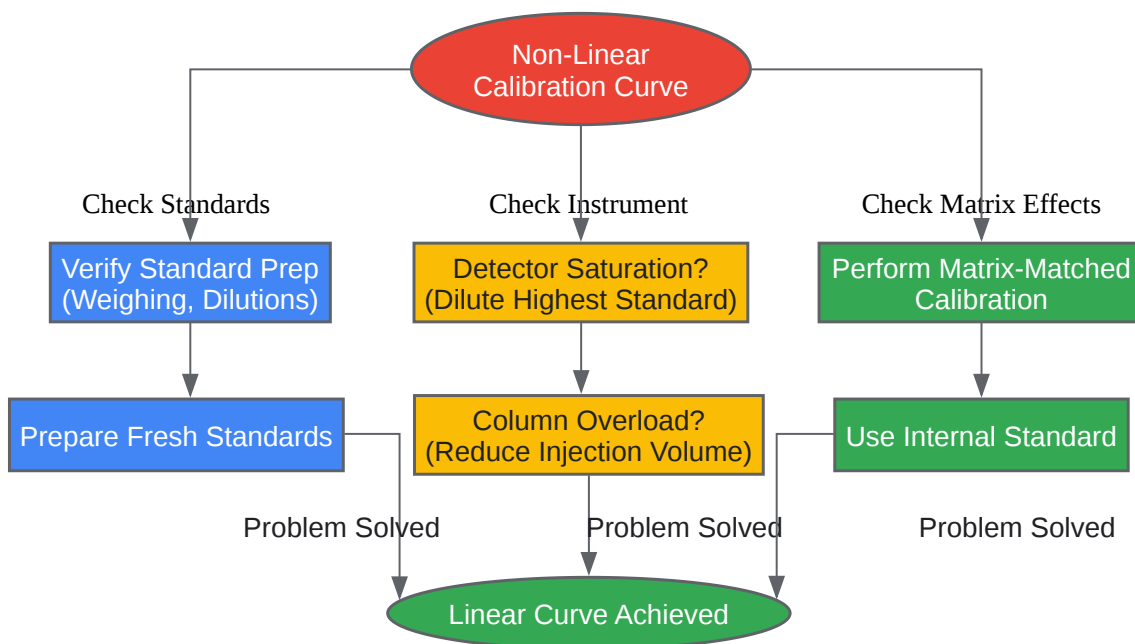 Non-Linear
Calibration Curve
Check Standards
Check Instrument
Check Matrix Effects
Verify Standard Prep
(Weighing, Dilutions)
Detector Saturation?
(Dilute Highest Standard)
Perform Matrix-Matched
Calibration
Prepare Fresh Standards
Column Overload?
(Reduce Injection Volume)
Use Internal Standard
Problem Solved
Problem Solved
Problem Solved
Linear Curve Achieved